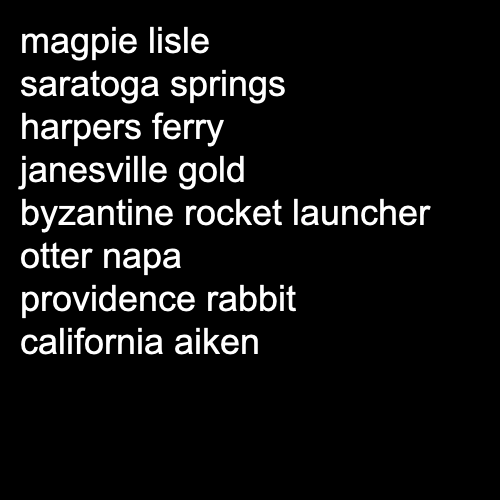 magpie lisle
saratoga springs
harpers ferry
janesville gold
byzantine rocket launcher
otter napa
providence rabbit
california aiken